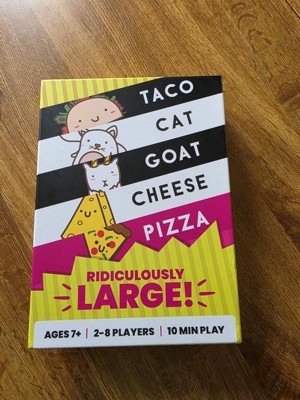 TACO
CAT
GOAT
CHEESE
PIZZA
RIDICULOUSLY
LARGE!
AGES 7+ | 2-8 PLAYERS | 10 MIN PLAY